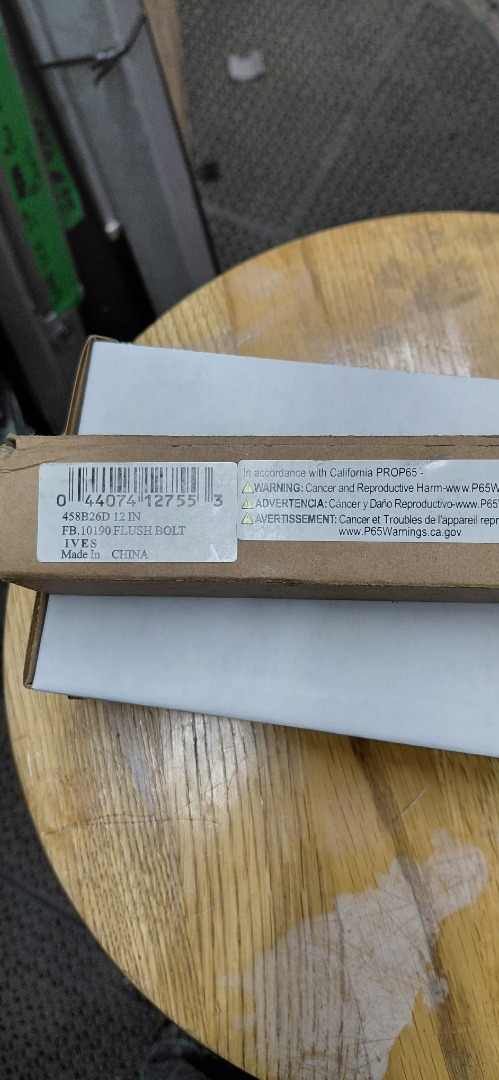 0 44074 12755 3
458B26D 12 IN
FB.10190 FLUSH BOLT
IVES
Made In CHINA
In accordance with California PROP65 -
WARNING: Cancer and Reproductive Harm-www.P65W
ADVERTENCIA: Cáncer y Daño Reproductivo-www.P65
AVERTISSEMENT: Cancer et Troubles de l'appareil repr
www.P65Warnings.ca.gov